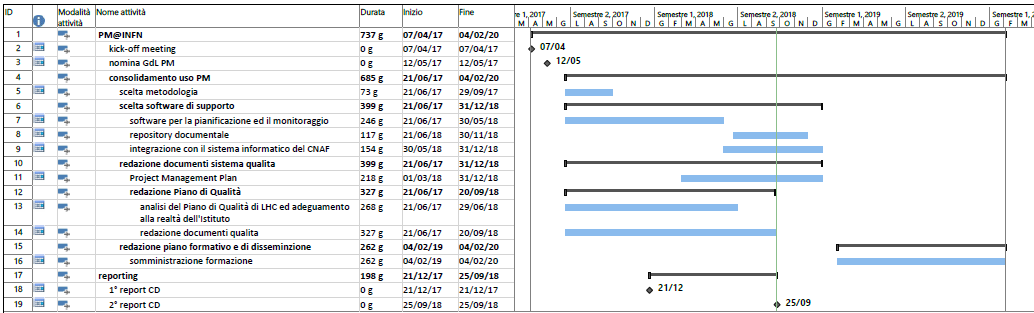 ID Modalità attività Nome attività Durata Inizio Fine
re 1, 2017 Semestre 2, 2017 Semestre 1, 2018 Semestre 2, 2018 Semestre 1, 2019 Semestre 2, 2019 Semestre 1, 2
M A M G L A S O N D G F M A M G L A S O N D G F M A M G L A S O N D G F M
1 PM@INFN 737 g 07/04/17 04/02/20
2 kick-off meeting 0 g 07/04/17 07/04/17 07/04
3 nomina GdL PM 0 g 12/05/17 12/05/17 12/05
4 consolidamento uso PM 685 g 21/06/17 04/02/20
5 scelta metodologia 73 g 21/06/17 29/09/17
6 scelta software di supporto 399 g 21/06/17 31/12/18
7 software per la pianificazione ed il monitoraggio 246 g 21/06/17 30/05/18
8 repository documentale 117 g 21/06/18 30/11/18
9 integrazione con il sistema informatico del CNAF 154 g 30/05/18 31/12/18
10 redazione documenti sistema qualita 399 g 21/06/17 31/12/18
11 Project Management Plan 218 g 01/03/18 31/12/18
12 redazione Piano di Qualità 327 g 21/06/17 20/09/18
13 analisi del Piano di Qualità di LHC ed adeguamento 268 g 21/06/17 29/06/18
alla realtà dell'Istituto
14 redazione documenti qualita 327 g 21/06/17 20/09/18
15 redazione piano formativo e di disseminzione 262 g 04/02/19 04/02/20
16 somministrazione formazione 262 g 04/02/19 04/02/20
17 reporting 198 g 21/12/17 25/09/18
18 1° report CD 0 g 21/12/17 21/12/17 21/12
19 2° report CD 0 g 25/09/18 25/09/18 25/09